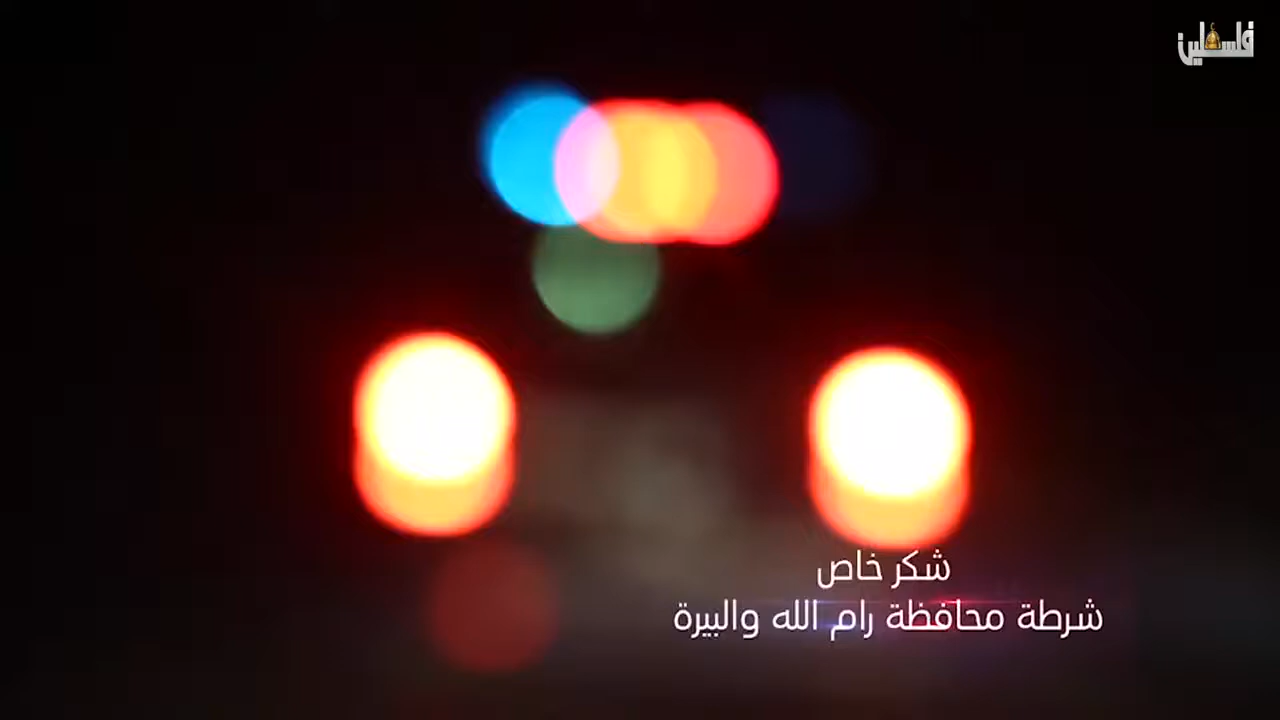 فلسطين
شكر خاص
شرطة محافظة رام الله والبيرة